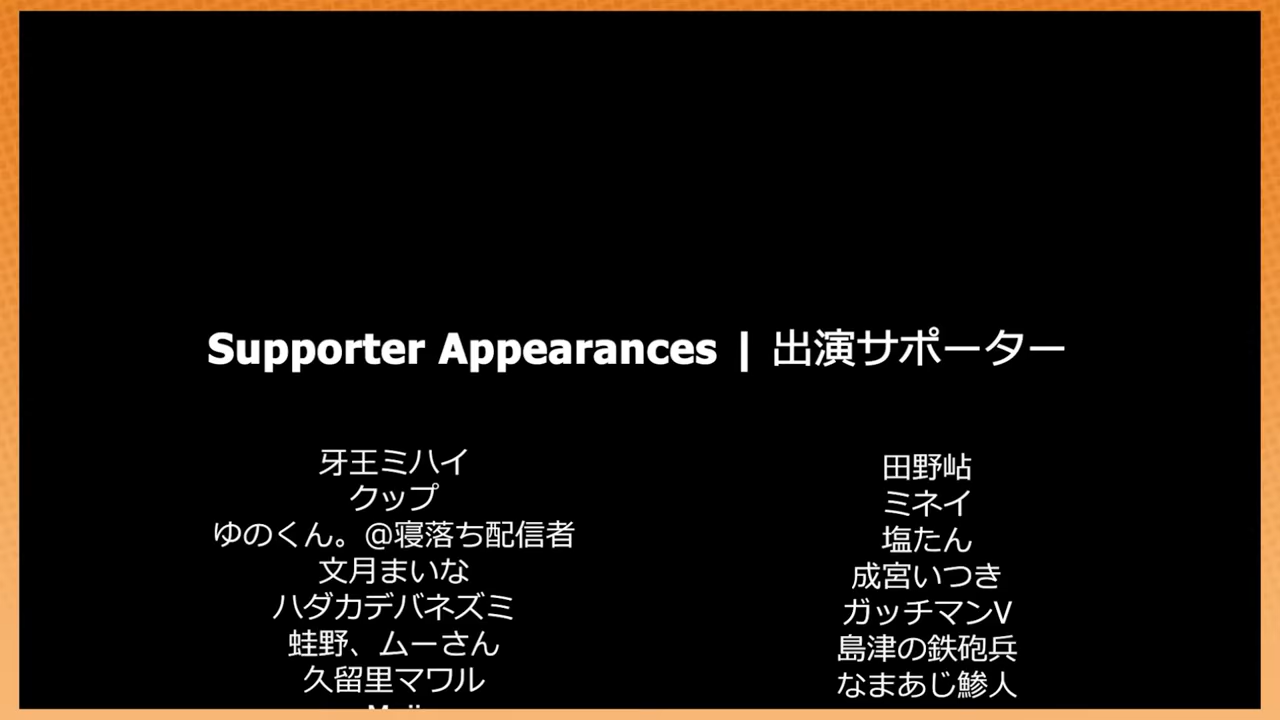 Supporter Appearances | 出演サポーター
牙王ミハイ
クップ
ゆのくん。@寝落ち配信者
文月まいな
ハダカデバネズミ
蛙野、ムーさん
久留里マワル
田野岾
ミネイ
塩たん
成宮いつき
ガッチマンV
島津の鉄砲兵
なまあじ鯵人